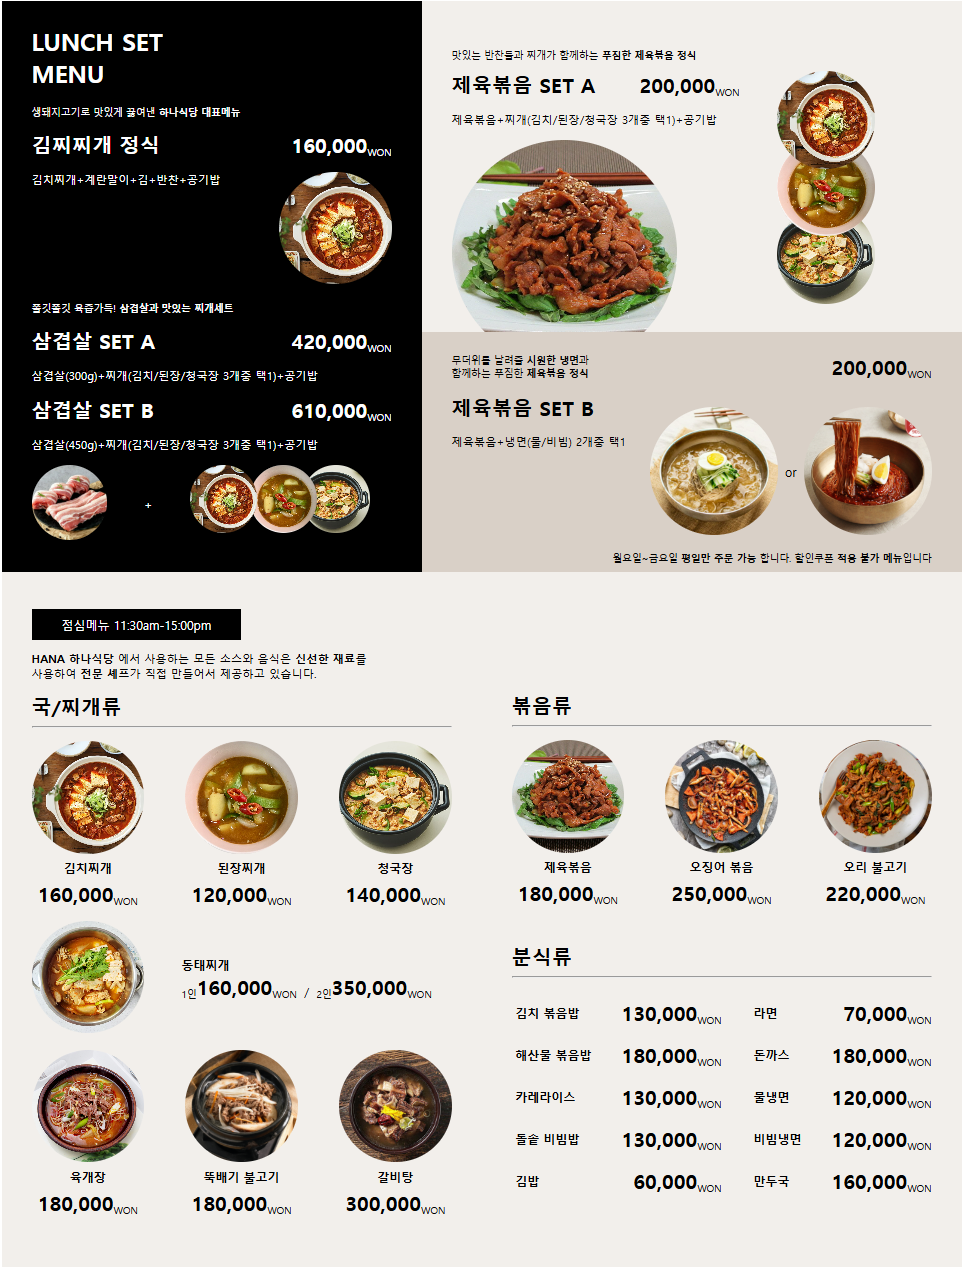 LUNCH SET
MENU
생돼지고기로 맛있게 끓여낸 하나식당 대표메뉴
김찌찌개 정식 160,000WON
김치찌개+계란말이+김+반찬+공기밥
쫄깃쫄깃 육즙가득! 삼겹살과 맛있는 찌개세트
삼겹살 SET A 420,000WON
삼겹살(300g)+찌개(김치/된장/청국장 3개중 택1)+공기밥
삼겹살 SET B 610,000WON
삼겹살(450g)+찌개(김치/된장/청국장 3개중 택1)+공기밥
+
맛있는 반찬들과 찌개가 함께하는 푸짐한 제육볶음 정식
제육볶음 SET A 200,000WON
제육볶음+찌개(김치/된장/청국장 3개중 택1)+공기밥
무더위를 날려줄 시원한 냉면과
함께하는 푸짐한 제육볶음 정식
200,000WON
제육볶음 SET B
제육볶음+냉면(물/비빔) 2개중 택1
or
월요일~금요일 평일만 주문 가능 합니다. 할인쿠폰 적용 불가 메뉴입니다
점심메뉴 11:30am-15:00pm
HANA 하나식당 에서 사용하는 모든 소스와 음식은 신선한 재료를
사용하여 전문 셰프가 직접 만들어서 제공하고 있습니다.
국/찌개류
김치찌개 된장찌개 청국장
160,000WON 120,000WON 140,000WON
동태찌개
1인160,000WON / 2인350,000WON
육개장 뚝배기 불고기 갈비탕
180,000WON 180,000WON 300,000WON
볶음류
제육볶음 오징어 볶음 오리 불고기
180,000WON 250,000WON 220,000WON
분식류
김치 볶음밥 130,000WON 라면 70,000WON
해산물 볶음밥 180,000WON 돈까스 180,000WON
카레라이스 130,000WON 물냉면 120,000WON
돌솥 비빔밥 130,000WON 비빔냉면 120,000WON
김밥 60,000WON 만두국 160,000WON